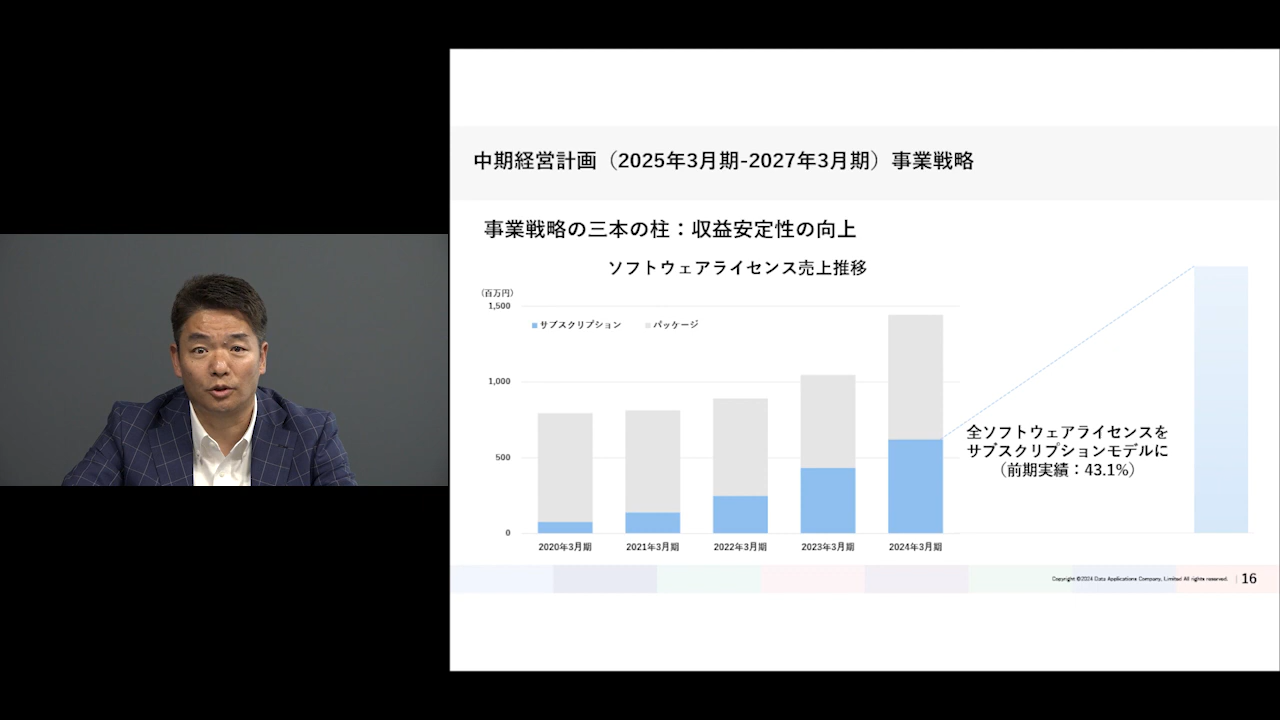 中期経営計画（2025年3月期-2027年3月期）事業戦略
事業戦略の三本の柱：収益安定性の向上
ソフトウェアライセンス売上推移
（百万円）
1,500
サブスクリプション
パッケージ
1,000
500
0
全ソフトウェアライセンスを
サブスクリプションモデルに
（前期実績：43.1%）
2020年3月期
2021年3月期
2022年3月期
2023年3月期
2024年3月期
Copyright ©2024 Data Applications Company, Limited All rights reserved.
16